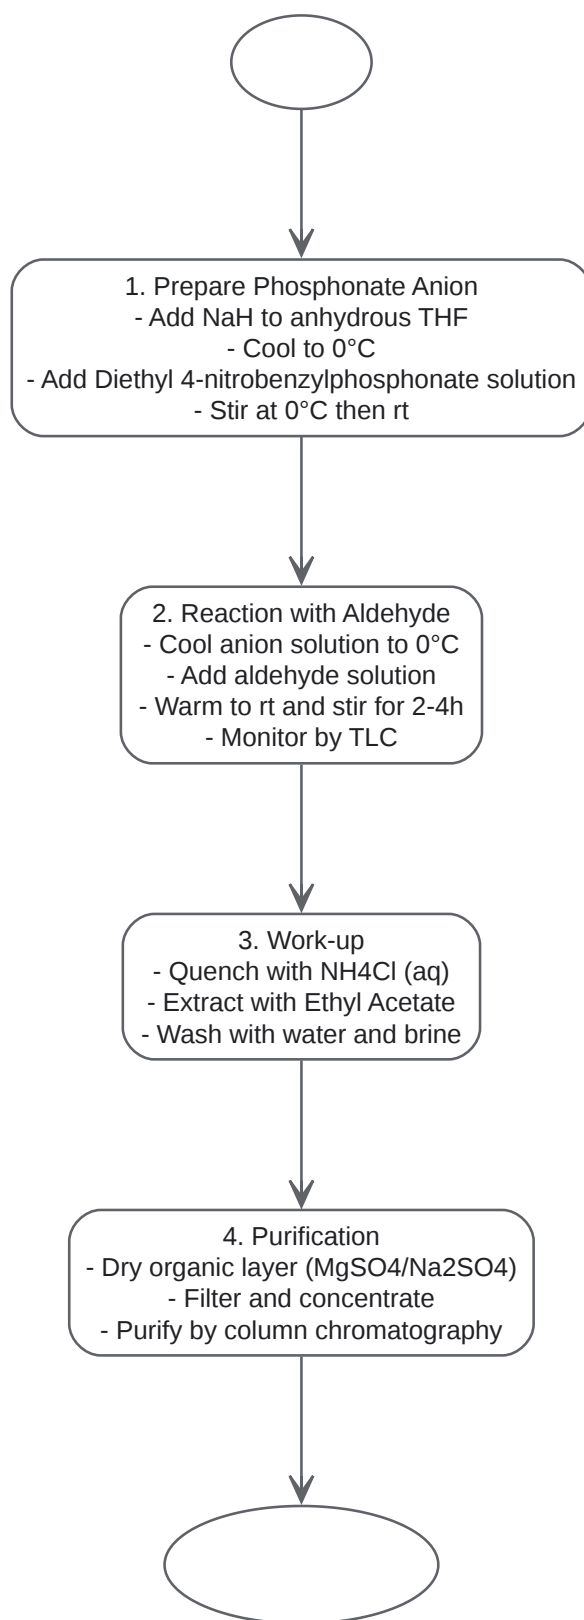 1. Prepare Phosphonate Anion
- Add NaH to anhydrous THF
- Cool to 0°C
- Add Diethyl 4-nitrobenzylphosphonate solution
- Stir at 0°C then rt
2. Reaction with Aldehyde
- Cool anion solution to 0°C
- Add aldehyde solution
- Warm to rt and stir for 2-4h
- Monitor by TLC
3. Work-up
- Quench with NH4Cl (aq)
- Extract with Ethyl Acetate
- Wash with water and brine
4. Purification
- Dry organic layer (MgSO4/Na2SO4)
- Filter and concentrate
- Purify by column chromatography